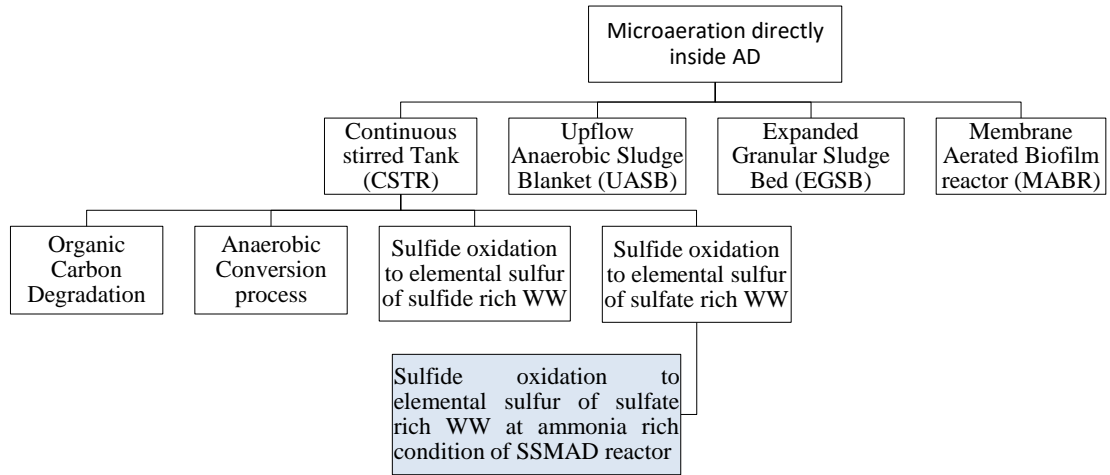 Microaeration directly
inside AD
Continuous
stirred Tank
(CSTR)
Upflow
Anaerobic Sludge
Blanket (UASB)
Expanded
Granular Sludge
Bed (EGSB)
Membrane
Aerated Biofilm
reactor (MABR)
Organic
Carbon
Degradation
Anaerobic
Conversion
process
Sulfide oxidation
to elemental sulfur
of sulfide rich WW
Sulfide oxidation
to elemental sulfur
of sulfate rich WW
Sulfide oxidation to
elemental sulfur of sulfate
rich WW at ammonia rich
condition of SSMAD reactor